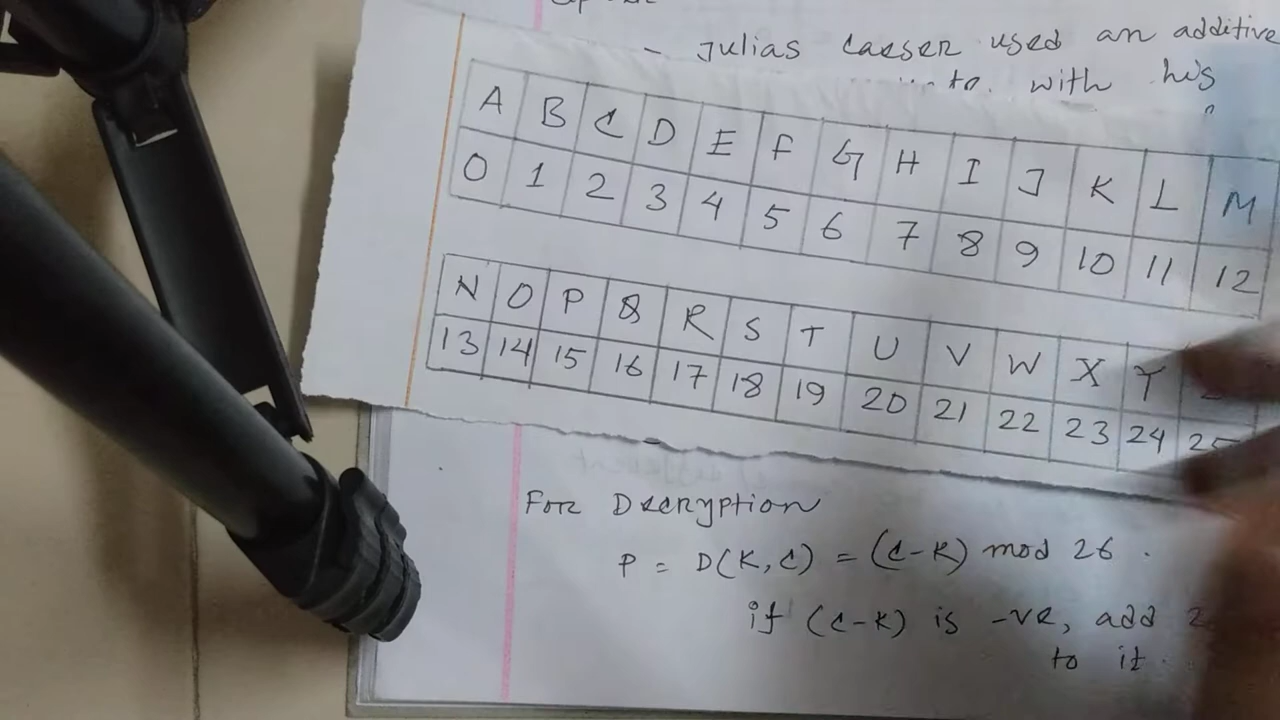 - Julias Caeser used an additive
with his
A B C D E F G H I J K L M
0 1 2 3 4 5 6 7 8 9 10 11 12
N O P Q R S T U V W X Y
13 14 15 16 17 18 19 20 21 22 23 24 25
For Decryption
P = D(K, C) = (C-K) mod 26 .
if (C-K) is -ve, add
to it.